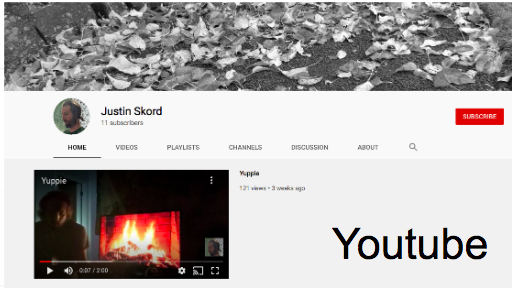 Justin Skord
11 subscribers
SUBSCRIBE
HOME VIDEOS PLAYLISTS CHANNELS DISCUSSION ABOUT
Yuppie
Yuppie
121 views • 3 weeks ago
0:07 / 2:00
Youtube